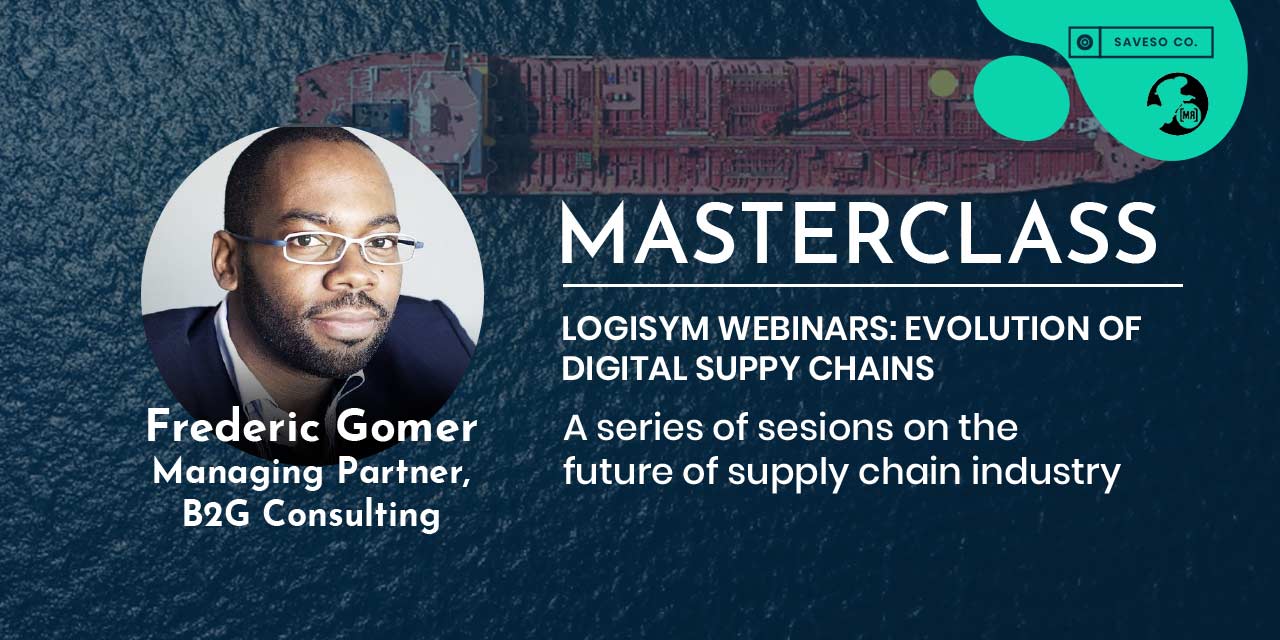 SAVESO CO.
[MR]
MASTERCLASS
LOGISYM WEBINARS: EVOLUTION OF
DIGITAL SUPPY CHAINS
A series of sesions on the
future of supply chain industry
Frederic Gomer
Managing Partner,
B2G Consulting